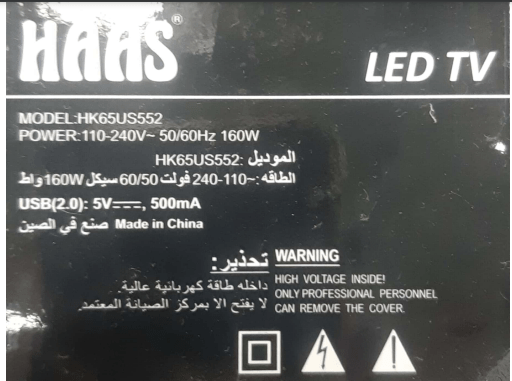 HAAS®
LED TV
MODEL:HK65US552
POWER:110-240V~ 50/60Hz 160W
الموديل :HK65US552
الطاقه :~110-240 فولت 60/50 سيكل 160W واط
USB(2.0): 5V⎓, 500mA
صنع في الصين Made in China
تحذير: WARNING
داخله طاقة كهربائية عالية. HIGH VOLTAGE INSIDE!
لا يفتح الا بمركز الصيانة المعتمد. ONLY PROFESSIONAL PERSONNEL
CAN REMOVE THE COVER.